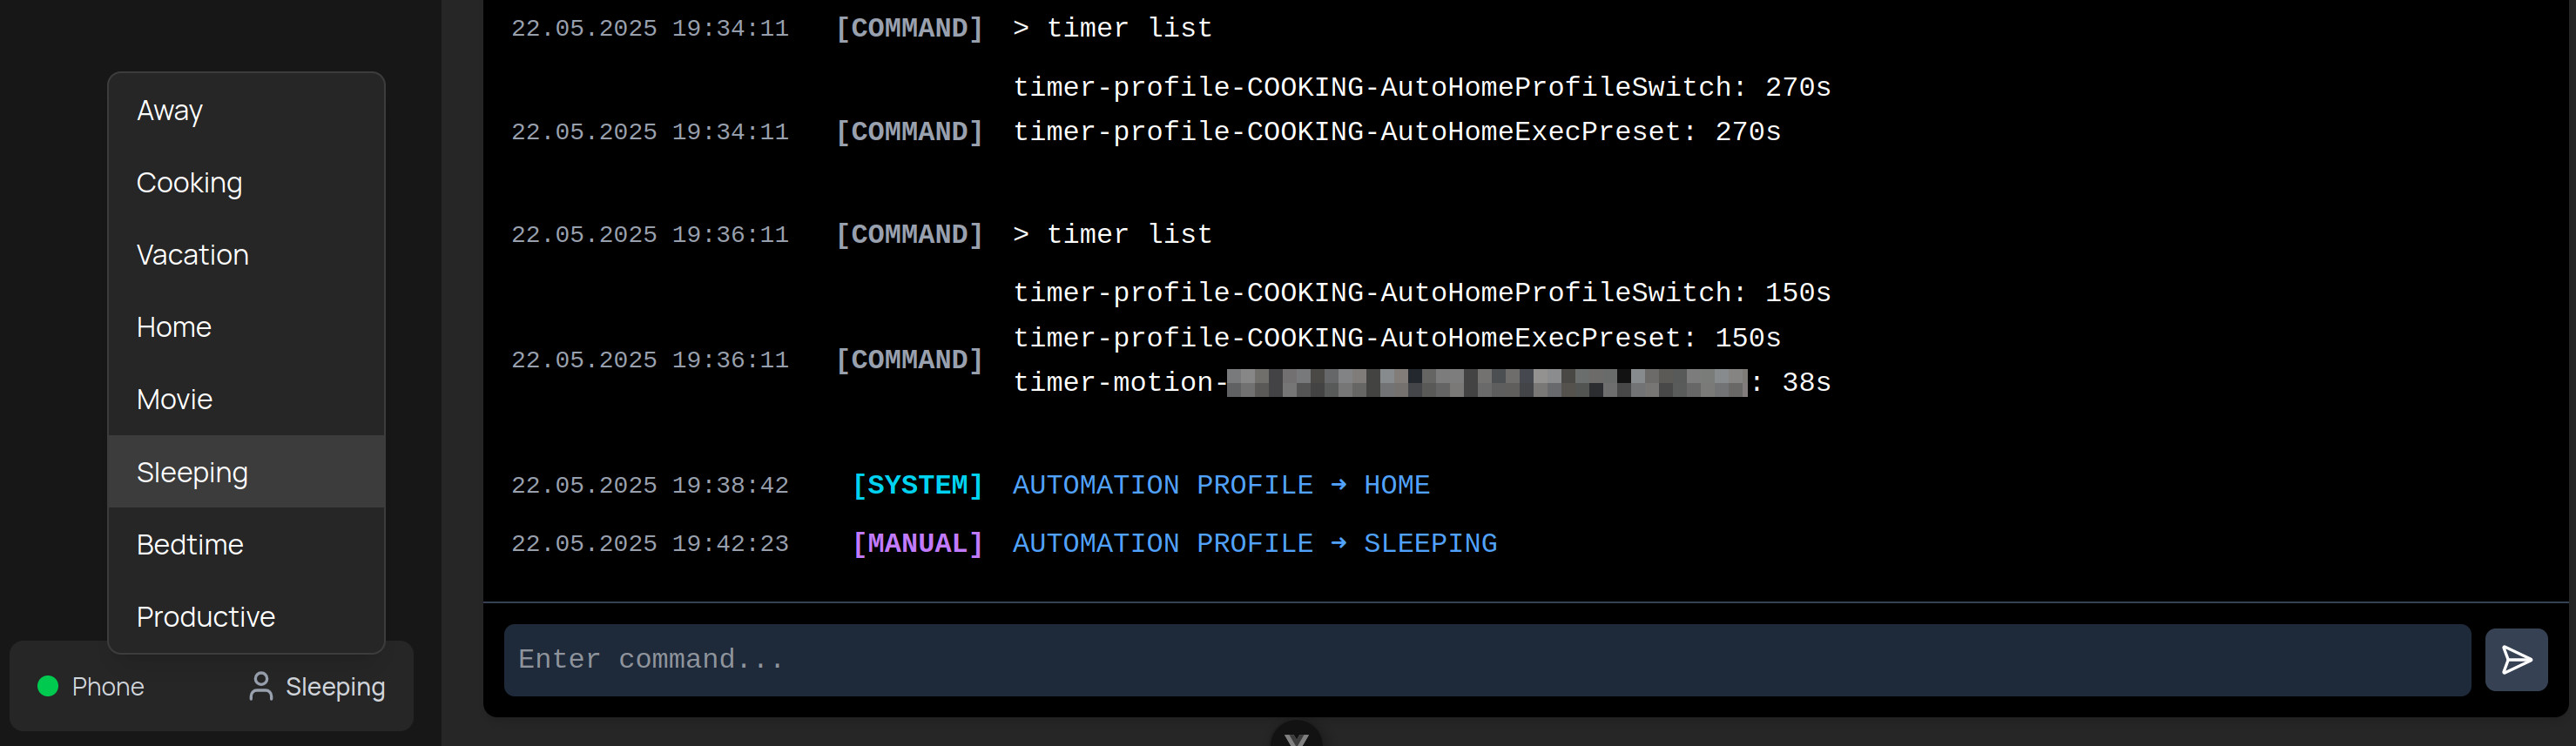 Away
Cooking
Vacation
Home
Movie
Sleeping
Bedtime
Productive
Phone
Sleeping
22.05.2025 19:34:11 [COMMAND] > timer list
timer-profile-COOKING-AutoHomeProfileSwitch: 270s
22.05.2025 19:34:11 [COMMAND] timer-profile-COOKING-AutoHomeExecPreset: 270s
22.05.2025 19:36:11 [COMMAND] > timer list
timer-profile-COOKING-AutoHomeProfileSwitch: 150s
timer-profile-COOKING-AutoHomeExecPreset: 150s
22.05.2025 19:36:11 [COMMAND]
timer-motion- : 38s
22.05.2025 19:38:42 [SYSTEM] AUTOMATION PROFILE ➜ HOME
22.05.2025 19:42:23 [MANUAL] AUTOMATION PROFILE ➜ SLEEPING
Enter command...